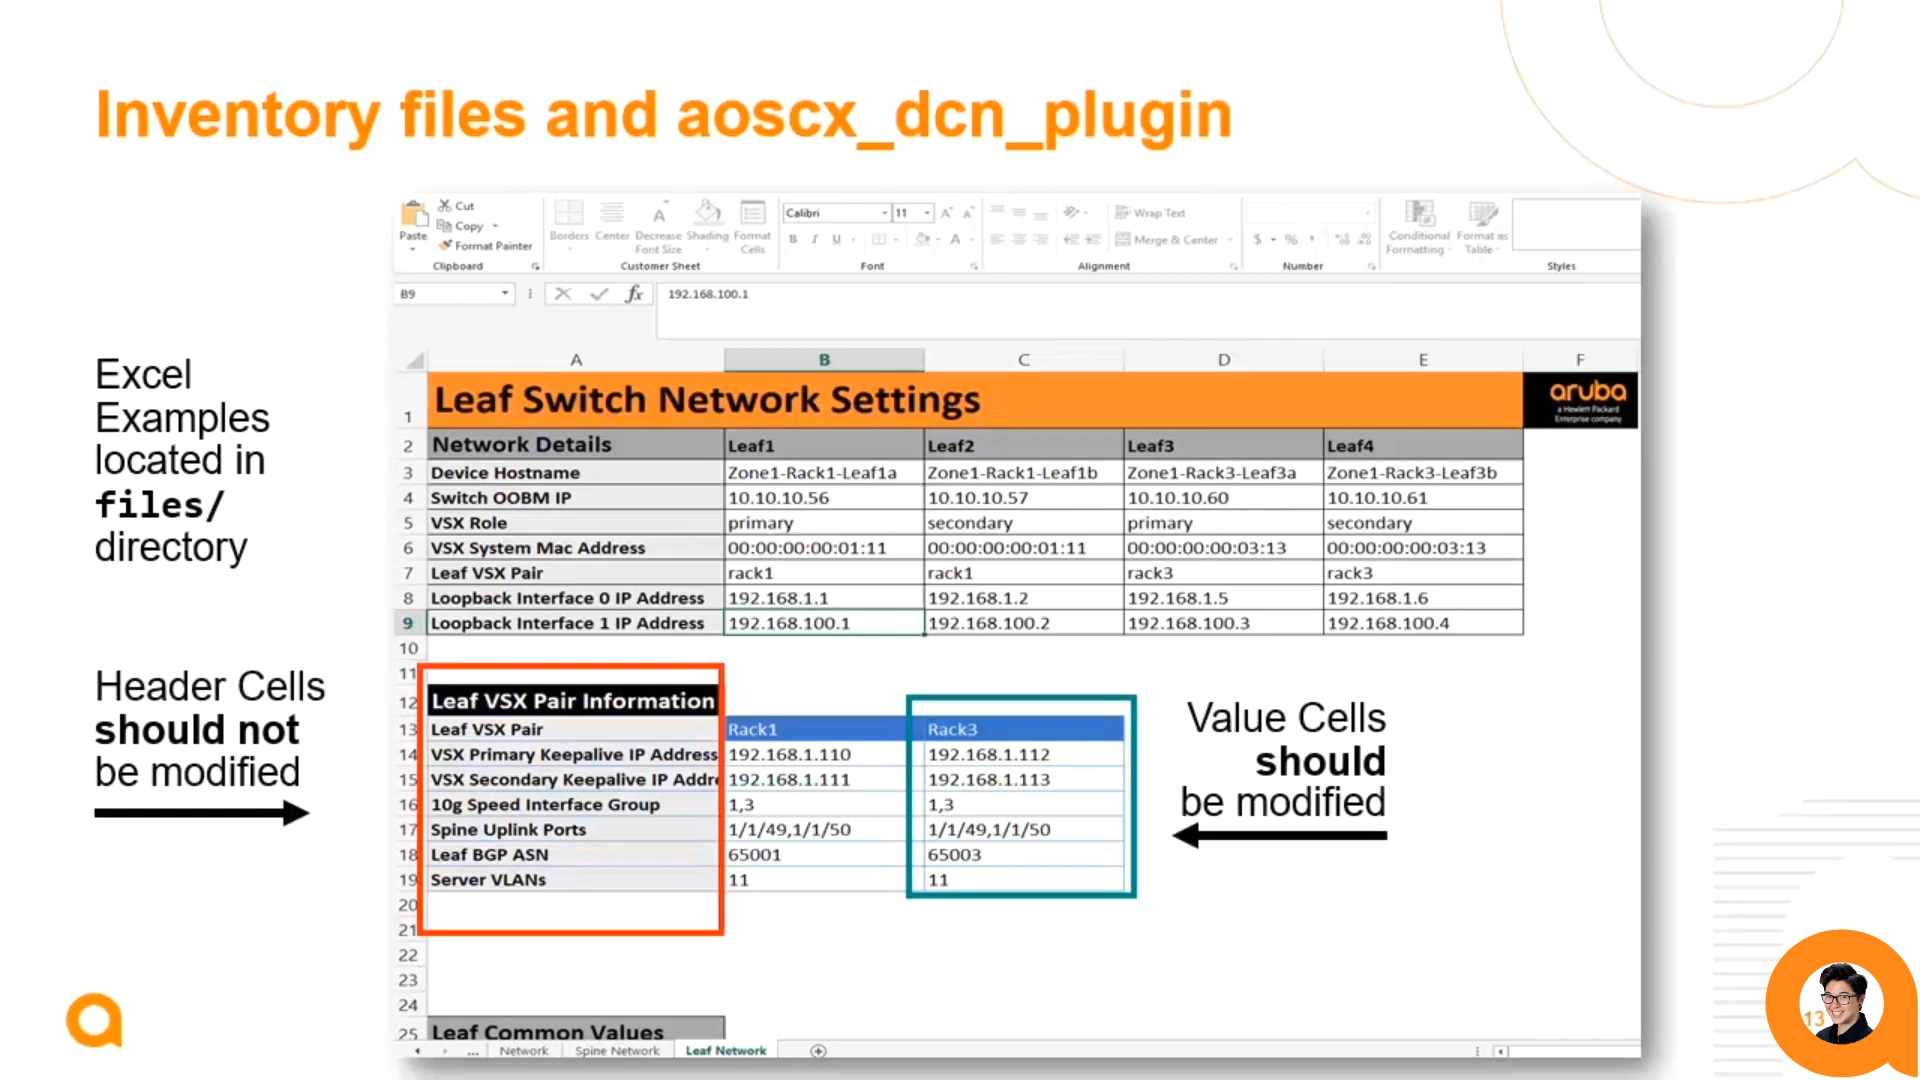 Inventory files and aoscx_dcn_plugin
Excel
Examples
located in
files/
directory
Header Cells
should not
be modified
Value Cells
should
be modified
Paste
Cut
Copy
Format Painter
Clipboard
Borders Center Decrease Font Size Shading Format Cells
Customer Sheet
Calibri 11
B I U A
Font
Wrap Text
Merge & Center
Alignment
$ % ,
Number
Conditional Formatting Format as Table
Styles
B9 fx 192.168.100.1
A B C D E F
1 Leaf Switch Network Settings
aruba
a Hewlett Packard
Enterprise company
2 Network Details Leaf1 Leaf2 Leaf3 Leaf4
3 Device Hostname Zone1-Rack1-Leaf1a Zone1-Rack1-Leaf1b Zone1-Rack3-Leaf3a Zone1-Rack3-Leaf3b
4 Switch OOBM IP 10.10.10.56 10.10.10.57 10.10.10.60 10.10.10.61
5 VSX Role primary secondary primary secondary
6 VSX System Mac Address 00:00:00:00:01:11 00:00:00:00:01:11 00:00:00:00:03:13 00:00:00:00:03:13
7 Leaf VSX Pair rack1 rack1 rack3 rack3
8 Loopback Interface 0 IP Address 192.168.1.1 192.168.1.2 192.168.1.5 192.168.1.6
9 Loopback Interface 1 IP Address 192.168.100.1 192.168.100.2 192.168.100.3 192.168.100.4
10
11
12 Leaf VSX Pair Information
13 Leaf VSX Pair Rack1 Rack3
14 VSX Primary Keepalive IP Address 192.168.1.110 192.168.1.112
15 VSX Secondary Keepalive IP Addre 192.168.1.111 192.168.1.113
16 10g Speed Interface Group 1,3 1,3
17 Spine Uplink Ports 1/1/49,1/1/50 1/1/49,1/1/50
18 Leaf BGP ASN 65001 65003
19 Server VLANs 11 11
20
21
22
23
24
25 Leaf Common Values
... Network Spine Network Leaf Network
13